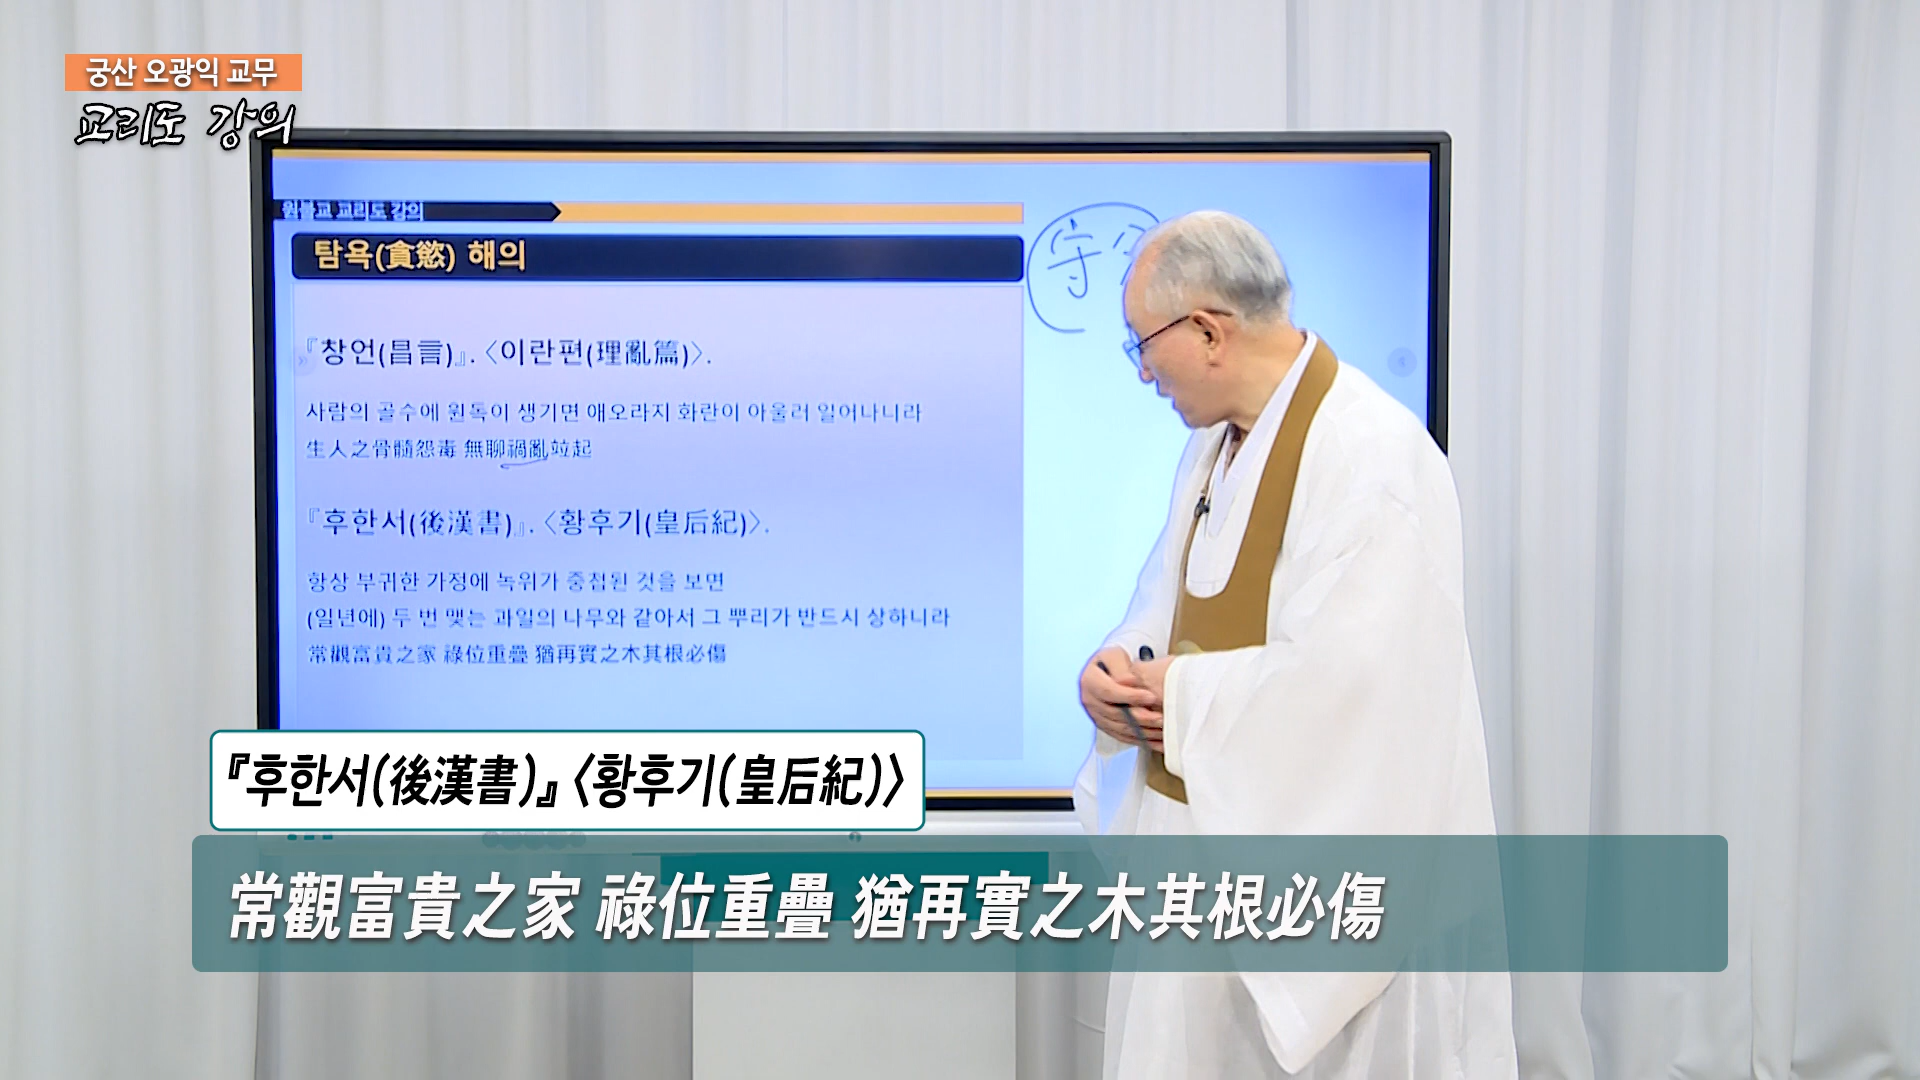 궁산 오광익 교무
교리도 강의
원불교 교리도 강의
탐욕(貪慾) 해의
守
『창언(昌言)』. 〈이란편(理亂篇)〉.
사람의 골수에 원독이 생기면 애오라지 화란이 아울러 일어나니라
生人之骨髓怨毒 無聊禍亂竝起
『후한서(後漢書)』. 〈황후기(皇后紀)〉.
항상 부귀한 가정에 녹위가 중첩된 것을 보면
(일년에) 두 번 맺는 과일의 나무와 같아서 그 뿌리가 반드시 상하니라
常觀富貴之家 祿位重疊 猶再實之木其根必傷
『후한서(後漢書)』 〈황후기(皇后紀)〉
常觀富貴之家 祿位重疊 猶再實之木其根必傷